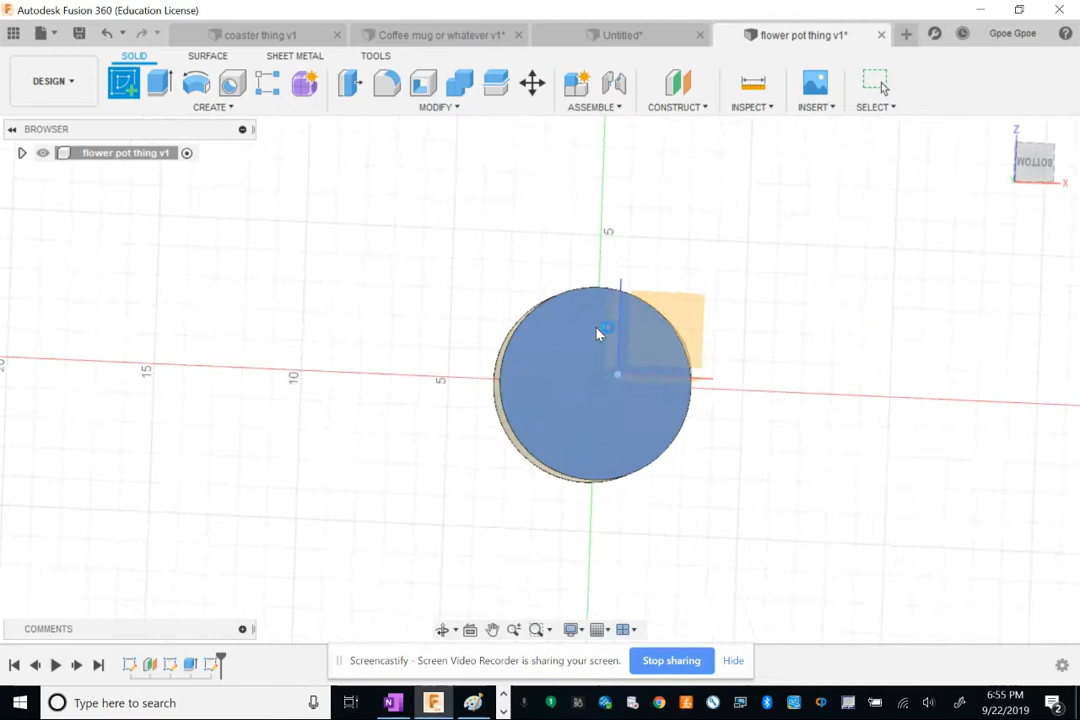 Autodesk Fusion 360 (Education License)
coaster thing v1
Coffee mug or whatever v1*
Untitled*
flower pot thing v1*
Gpoe Gpoe
SOLID
SURFACE
SHEET METAL
TOOLS
DESIGN
CREATE
MODIFY
ASSEMBLE
CONSTRUCT
INSPECT
INSERT
SELECT
BROWSER
flower pot thing v1
Z
BOTTOM
X
5
15
10
5
COMMENTS
Screencastify - Screen Video Recorder is sharing your screen.
Stop sharing
Hide
Type here to search
6:55 PM
9/22/2019
2